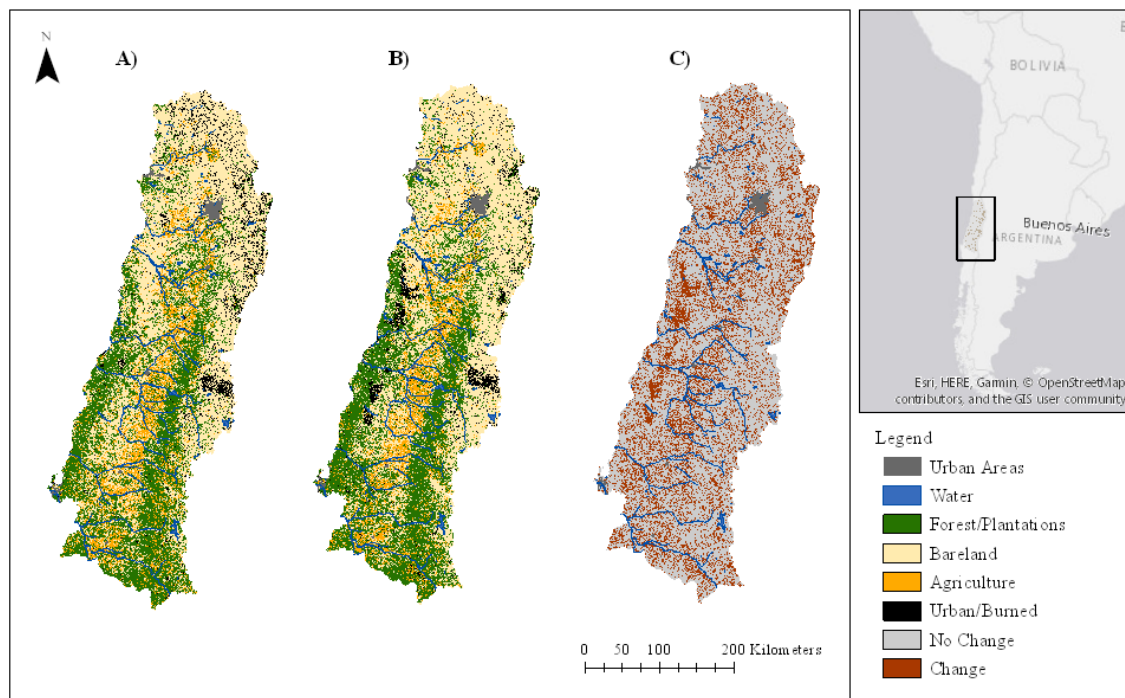 N
A)
B)
C)
0 50 100 200 Kilometers
BOLIVIA
Buenos Aires
ARGENTINA
Esri, HERE, Garmin, © OpenStreetMap
contributors, and the GIS user community
Legend
Urban Areas
Water
Forest/Plantations
Bareland
Agriculture
Urban/Burned
No Change
Change